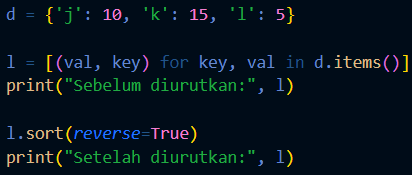 d = {'j': 10, 'k': 15, 'l': 5}
l = [(val, key) for key, val in d.items()]
print("Sebelum diurutkan:", l)
l.sort(reverse=True)
print("Setelah diurutkan:", l)